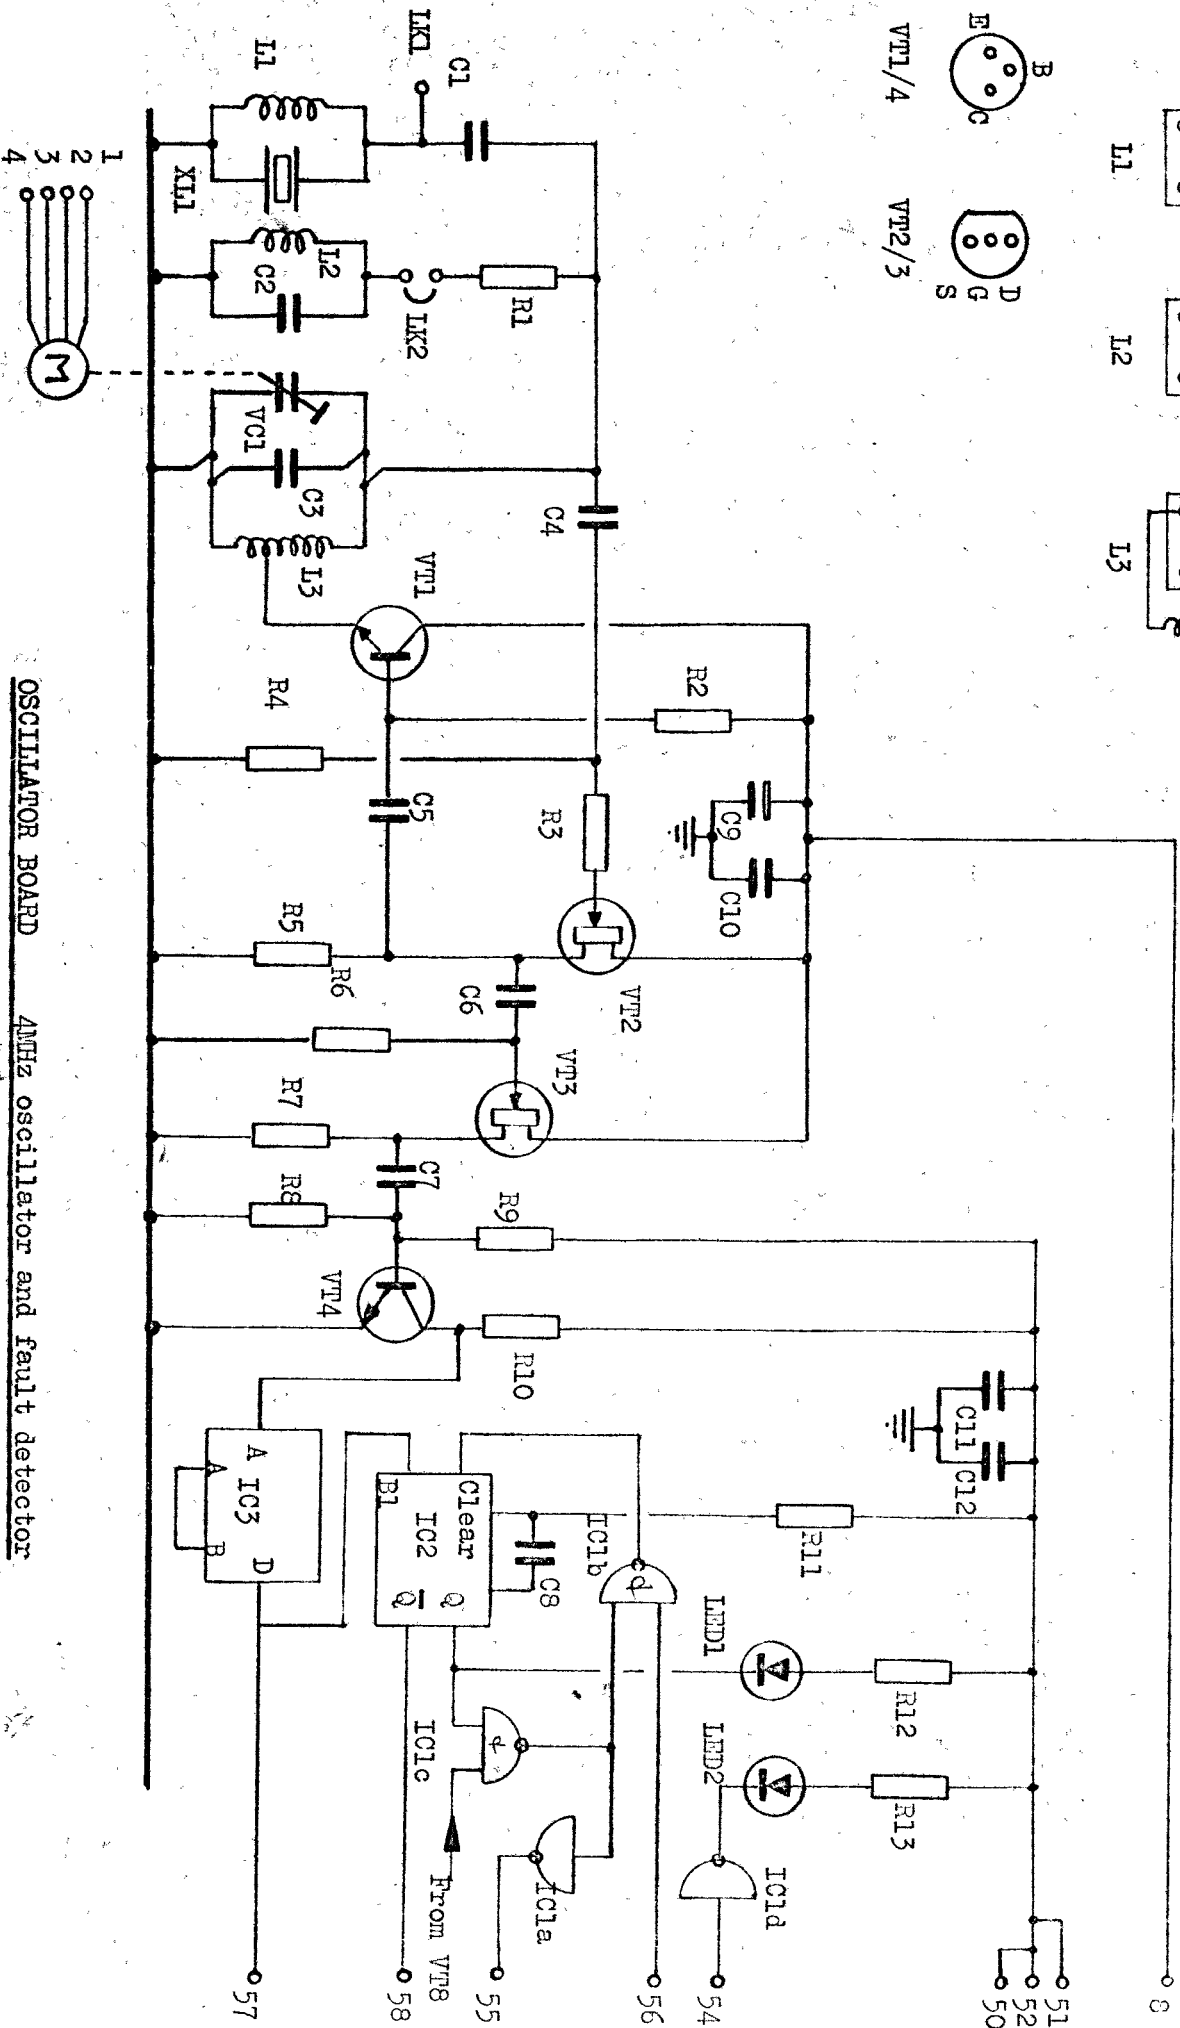 L1
L2
L3
E
B
C
VT1/4
D
G
S
VT2/3
8
C1
LK1
L1
XL1
R1
LK2
L2
C2
VC1
C3
L3
C4
VT1
R2
R4
C5
R3
C9
C10
VT2
R5
R6
C6
VT3
R7
C7
R8
R9
VT4
R10
C11
C12
R11
A
IC3
A
B
D
B1
Clear
IC2
Q
Q
C8
IC1b
d
LED1
R12
LED2
R13
IC1c
d
From VT8
IC1a
IC1d
51
52
50
54
56
55
58
57
1
2
3
4
M
OSCILLATOR BOARD 4MHz oscillator and fault detector